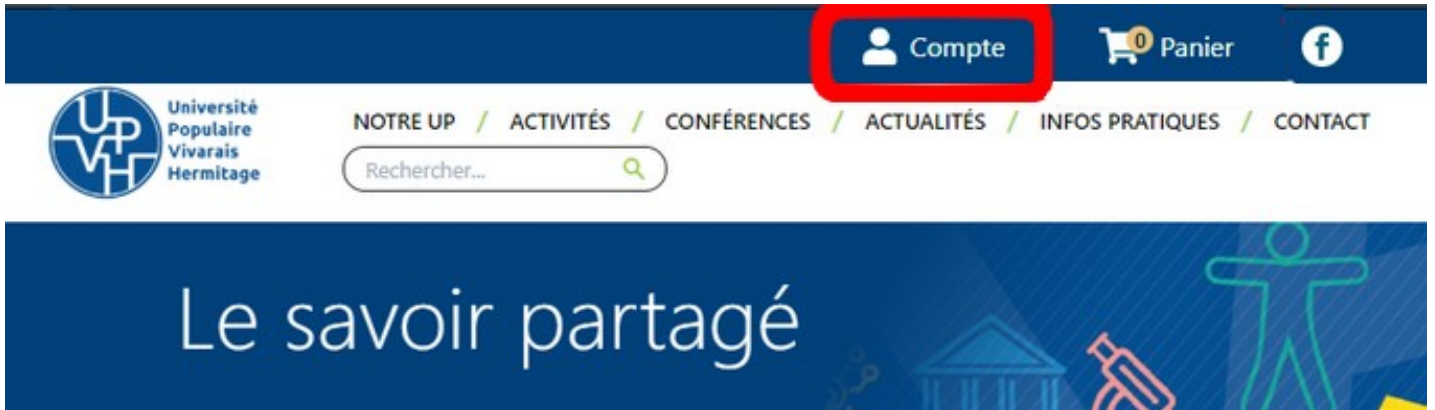 Compte
0 Panier
f
UPVH
Université
Populaire
Vivarais
Hermitage
NOTRE UP / ACTIVITÉS / CONFÉRENCES / ACTUALITÉS / INFOS PRATIQUES / CONTACT
Rechercher...
Le savoir partagé